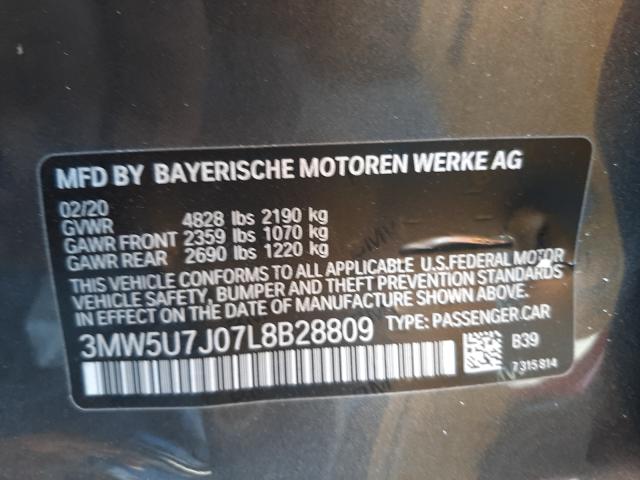 MFD BY BAYERISCHE MOTOREN WERKE AG
02/20
GVWR 4828 lbs 2190 kg
GAWR FRONT 2359 lbs 1070 kg
GAWR REAR 2690 lbs 1220 kg
THIS VEHICLE CONFORMS TO ALL APPLICABLE U.S.FEDERAL MOTOR
VEHICLE SAFETY, BUMPER AND THEFT PREVENTION STANDARDS
IN EFFECT ON THE DATE OF MANUFACTURE SHOWN ABOVE.
3MW5U7J07L8B28809 TYPE: PASSENGER.CAR
B39
7315814